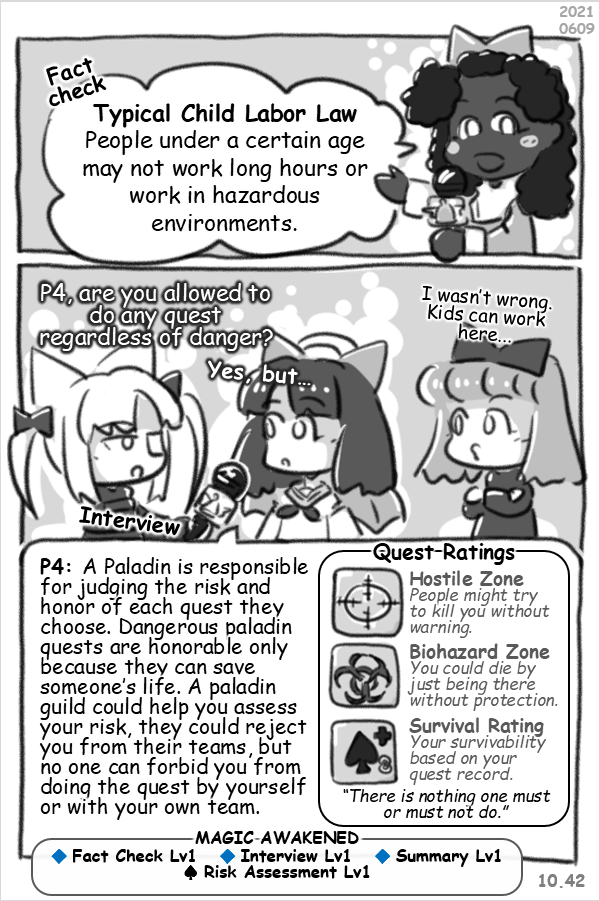 2021
0609
Fact
check
Typical Child Labor Law
People under a certain age
may not work long hours or
work in hazardous
environments.
P4, are you allowed to
do any quest
regardless of danger?
Yes, but...
I wasn't wrong.
Kids can work
here...
Interview
P4: A Paladin is responsible
for judging the risk and
honor of each quest they
choose. Dangerous paladin
quests are honorable only
because they can save
someone's life. A paladin
guild could help you assess
your risk, they could reject
you from their teams, but
no one can forbid you from
doing the quest by yourself
or with your own team.
Quest-Ratings
Hostile Zone
People might try
to kill you without
warning.
Biohazard Zone
You could die by
just being there
without protection.
3
Survival Rating
Your survivability
based on your
quest record.
"There is nothing one must
or must not do."
MAGIC AWAKENED
🔷 Fact Check Lv1 🔷 Interview Lv1 🔷 Summary Lv1
♠ Risk Assessment Lv1
10.42